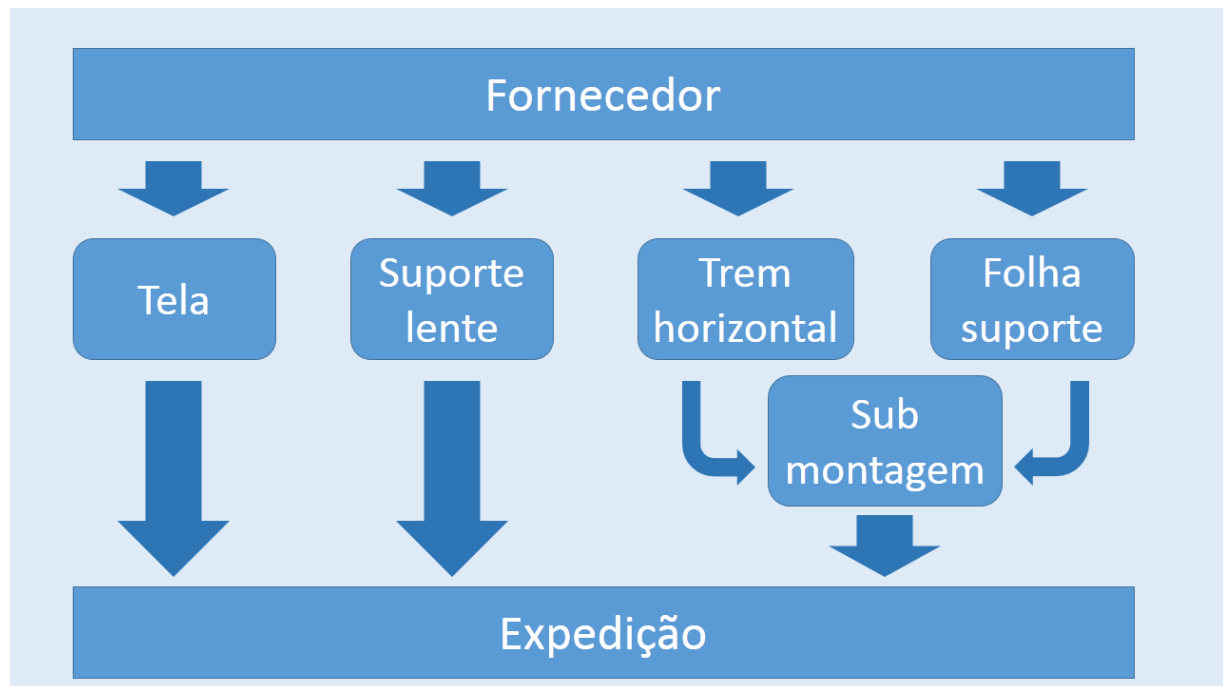 Fornecedor
Tela
Suporte
lente
Trem
horizontal
Folha
suporte
Sub
montagem
Expedição